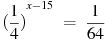 (1/4)^{x-15} = 1/64